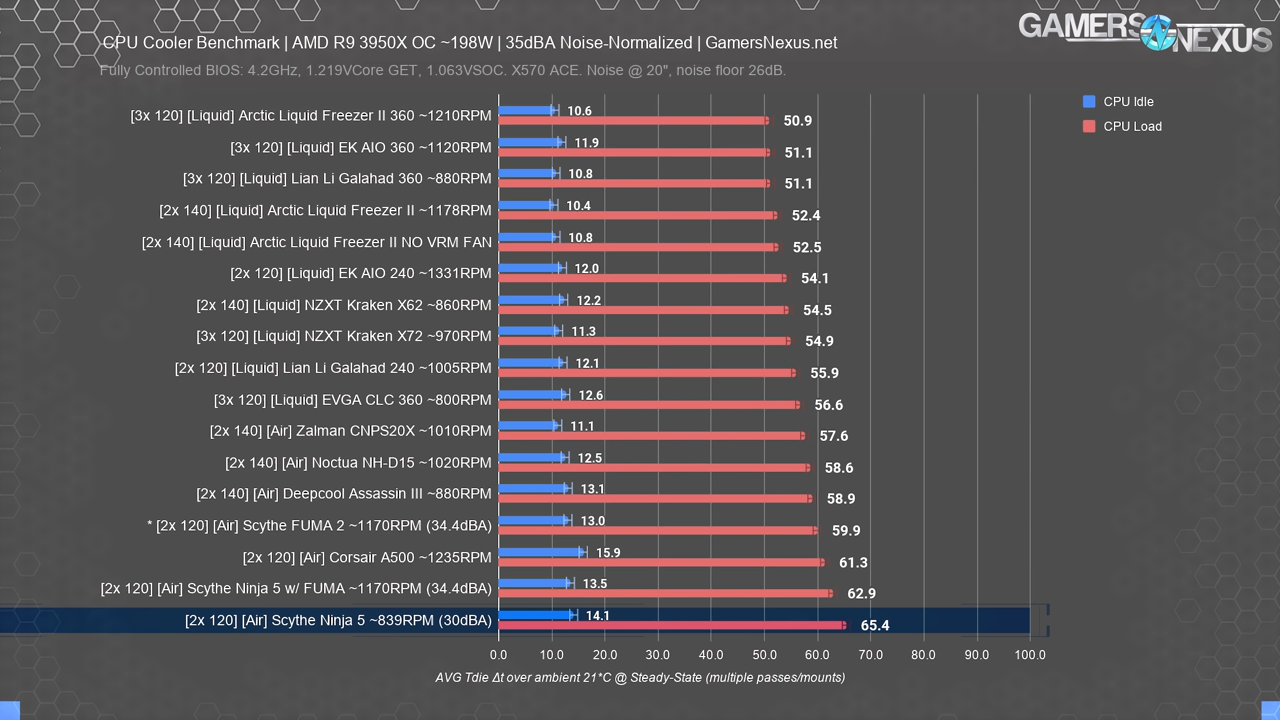 GAMERS NEXUS
CPU Cooler Benchmark | AMD R9 3950X OC ~198W | 35dBA Noise-Normalized | GamersNexus.net
Fully Controlled BIOS: 4.2GHz, 1.219VCore GET, 1.063VSOC. X570 ACE. Noise @ 20", noise floor 26dB.
CPU Idle
CPU Load
[3x 120] [Liquid] Arctic Liquid Freezer II 360 ~1210RPM 10.6 50.9
[3x 120] [Liquid] EK AIO 360 ~1120RPM 11.9 51.1
[3x 120] [Liquid] Lian Li Galahad 360 ~880RPM 10.8 51.1
[2x 140] [Liquid] Arctic Liquid Freezer II ~1178RPM 10.4 52.4
[2x 140] [Liquid] Arctic Liquid Freezer II NO VRM FAN 10.8 52.5
[2x 120] [Liquid] EK AIO 240 ~1331RPM 12.0 54.1
[2x 140] [Liquid] NZXT Kraken X62 ~860RPM 12.2 54.5
[3x 120] [Liquid] NZXT Kraken X72 ~970RPM 11.3 54.9
[2x 120] [Liquid] Lian Li Galahad 240 ~1005RPM 12.1 55.9
[3x 120] [Liquid] EVGA CLC 360 ~800RPM 12.6 56.6
[2x 140] [Air] Zalman CNPS20X ~1010RPM 11.1 57.6
[2x 140] [Air] Noctua NH-D15 ~1020RPM 12.5 58.6
[2x 140] [Air] Deepcool Assassin III ~880RPM 13.1 58.9
* [2x 120] [Air] Scythe FUMA 2 ~1170RPM (34.4dBA) 13.0 59.9
[2x 120] [Air] Corsair A500 ~1235RPM 15.9 61.3
[2x 120] [Air] Scythe Ninja 5 w/ FUMA ~1170RPM (34.4dBA) 13.5 62.9
[2x 120] [Air] Scythe Ninja 5 ~839RPM (30dBA) 14.1 65.4
0.0 10.0 20.0 30.0 40.0 50.0 60.0 70.0 80.0 90.0 100.0
AVG Tdie Δt over ambient 21*C @ Steady-State (multiple passes/mounts)